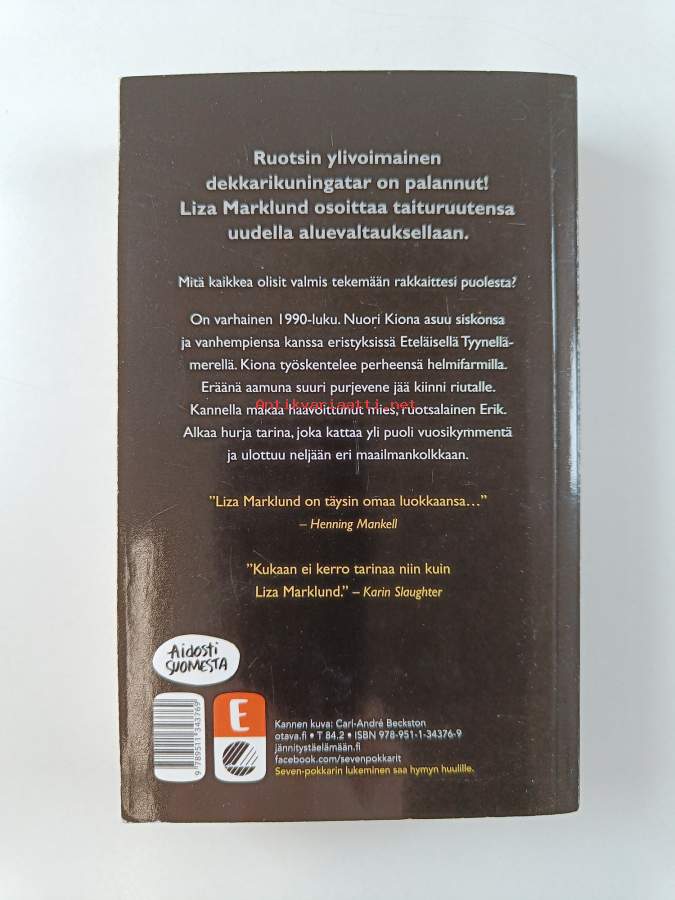 Ruotsin ylivoimainen
dekkarikuningatar on palannut!
Liza Marklund osoittaa taituruutensa
uudella aluevaltauksellaan.
Mitä kaikkea olisit valmis tekemään rakkaittesi puolesta?
On varhainen 1990-luku. Nuori Kiona asuu siskonsa
ja vanhempiensa kanssa eristyksissä Eteläisellä Tyynellä-
merellä. Kiona työskentelee perheensä helmifarmilla.
Eräänä aamuna suuri purjevene jää kiinni riutalle.
Antikvariaatti.net
Kannella makaa haavoittunut mies, ruotsalainen Erik.
Alkaa hurja tarina, joka kattaa yli puoli vuosikymmentä
ja ulottuu neljään eri maailmankolkkaan.
”Liza Marklund on täysin omaa luokkaansa…”
– Henning Mankell
”Kukaan ei kerro tarinaa niin kuin
Liza Marklund.” – Karin Slaughter
Aidosti
SUOMESTA
E
9 789511 343769
Kannen kuva: Carl-André Beckston
otava.fi • T 84.2 • ISBN 978-951-1-34376-9
jännitystäelämään.fi
facebook.com/sevenpokkarit
Seven-pokkarin lukeminen saa hymyn huulille.